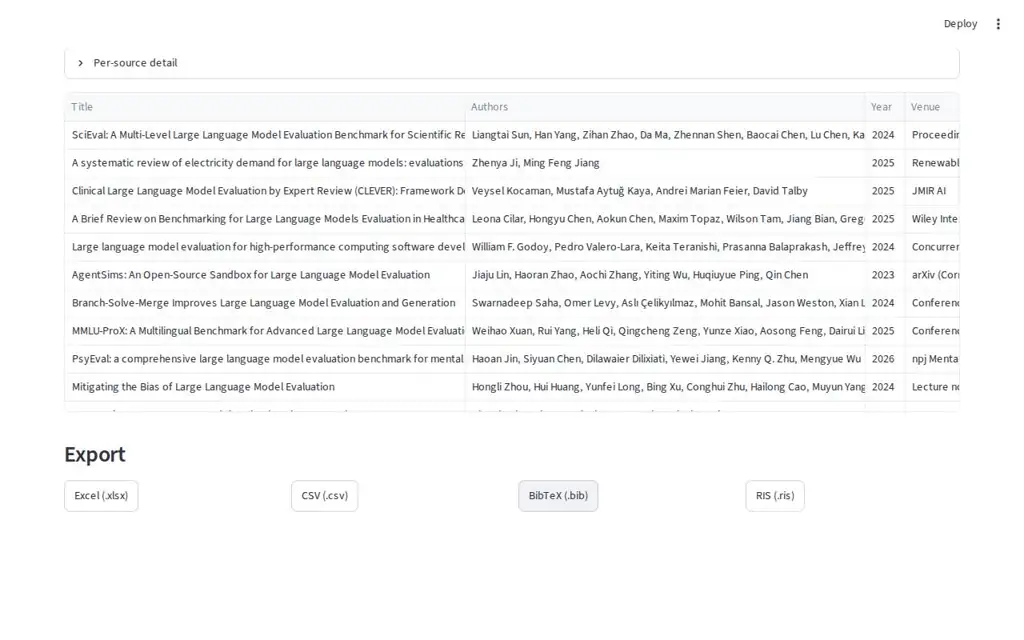 Deploy
Per-source detail
Title Authors Year Venue
SciEval: A Multi-Level Large Language Model Evaluation Benchmark for Scientific Re Liangtai Sun, Han Yang, Zihan Zhao, Da Ma, Zhennan Shen, Baocai Chen, Lu Chen, Ka 2024 Proceedin
A systematic review of electricity demand for large language models: evaluations Zhenya Ji, Ming Feng Jiang 2025 Renewabl
Clinical Large Language Model Evaluation by Expert Review (CLEVER): Framework De Veysel Kocaman, Mustafa Aytuğ Kaya, Andrei Marian Feier, David Talby 2025 JMIR AI
A Brief Review on Benchmarking for Large Language Models Evaluation in Healthca Leona Cilar, Hongyu Chen, Aokun Chen, Maxim Topaz, Wilson Tam, Jiang Bian, Greg 2025 Wiley Inte
Large language model evaluation for high-performance computing software devel William F. Godoy, Pedro Valero-Lara, Keita Teranishi, Prasanna Balaprakash, Jeffrey 2024 Concurrer
AgentSims: An Open-Source Sandbox for Large Language Model Evaluation Jiaju Lin, Haoran Zhao, Aochi Zhang, Yiting Wu, Huqiuyue Ping, Qin Chen 2023 arXiv (Cor
Branch-Solve-Merge Improves Large Language Model Evaluation and Generation Swarnadeep Saha, Omer Levy, Aslı Çelikyılmaz, Mohit Bansal, Jason Weston, Xian L 2024 Conferenc
MMLU-ProX: A Multilingual Benchmark for Advanced Large Language Model Evaluati Weihao Xuan, Rui Yang, Heli Qi, Qingcheng Zeng, Yunze Xiao, Aosong Feng, Dairui Li 2025 Conferenc
PsyEval: a comprehensive large language model evaluation benchmark for mental Haoan Jin, Siyuan Chen, Dilawaier Dilixiati, Yewei Jiang, Kenny Q. Zhu, Mengyue Wu 2026 npj Menta
Mitigating the Bias of Large Language Model Evaluation Hongli Zhou, Hui Huang, Yunfei Long, Bing Xu, Conghui Zhu, Hailong Cao, Muyun Yang 2024 Lecture no
Export
Excel (.xlsx) CSV (.csv) BibTeX (.bib) RIS (.ris)